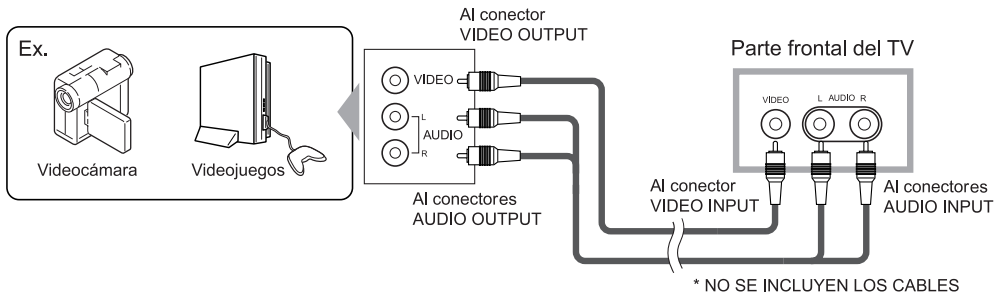 Ex.
Videocámara
Videojuegos
Al conector
VIDEO OUTPUT
VIDEO
L
AUDIO
R
Al conectores
AUDIO OUTPUT
Parte frontal del TV
VIDEO
L AUDIO R
Al conector
VIDEO INPUT
Al conectores
AUDIO INPUT
* NO SE INCLUYEN LOS CABLES